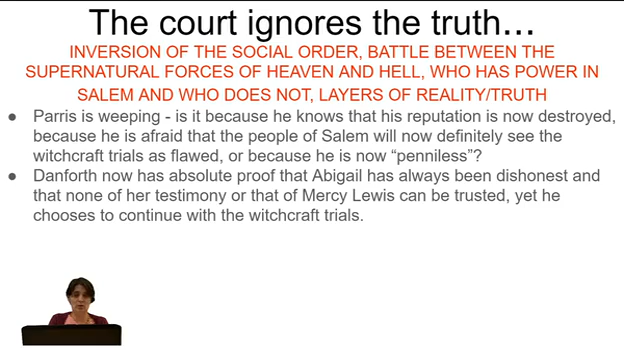 The court ignores the truth…
INVERSION OF THE SOCIAL ORDER, BATTLE BETWEEN THE
SUPERNATURAL FORCES OF HEAVEN AND HELL, WHO HAS POWER IN
SALEM AND WHO DOES NOT, LAYERS OF REALITY/TRUTH
● Parris is weeping - is it because he knows that his reputation is now destroyed,
because he is afraid that the people of Salem will now definitely see the
witchcraft trials as flawed, or because he is now “penniless”?
● Danforth now has absolute proof that Abigail has always been dishonest and
that none of her testimony or that of Mercy Lewis can be trusted, yet he
chooses to continue with the witchcraft trials.